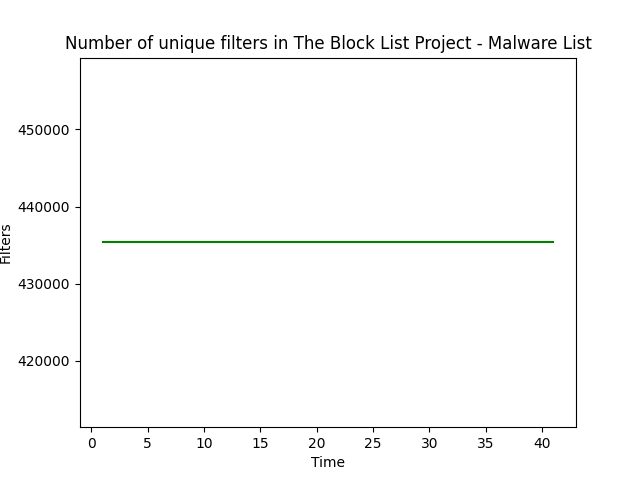 Number of unique filters in The Block List Project - Malware List
450000
440000
430000
420000
Filters
0 5 10 15 20 25 30 35 40
Time